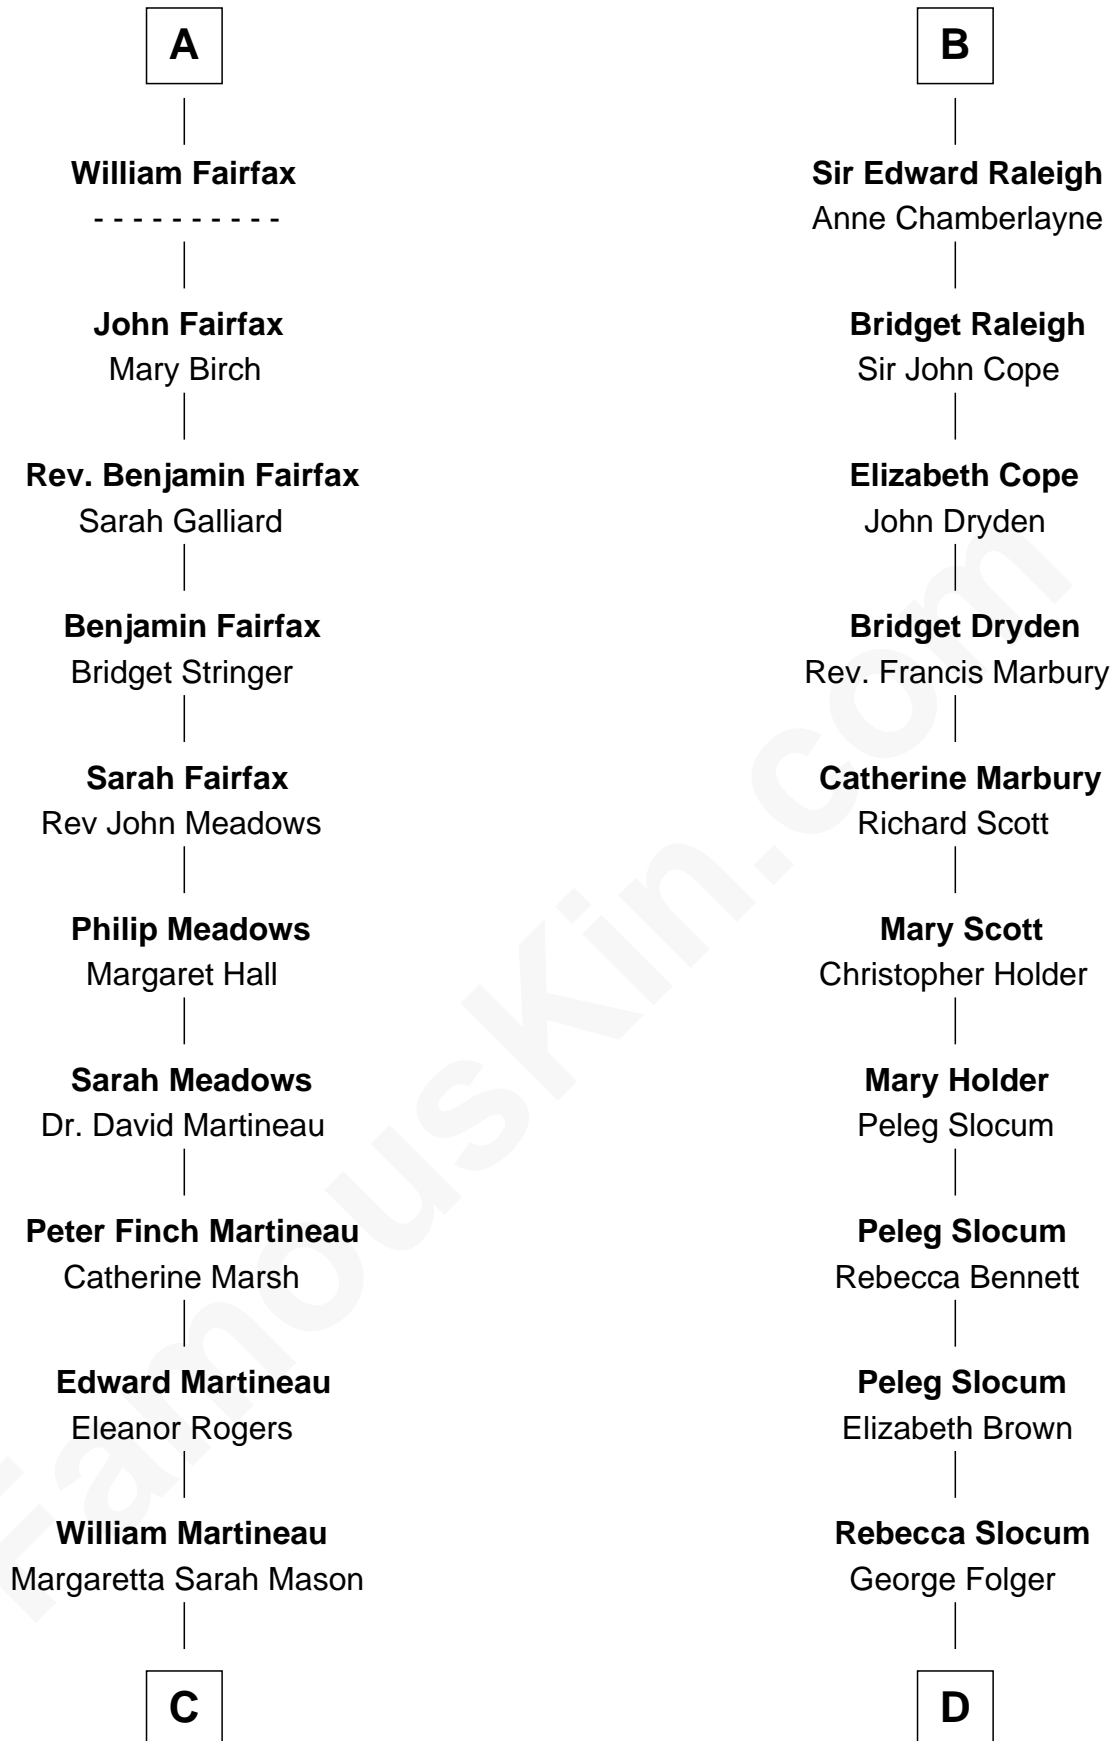 A
William Fairfax
- - - - - - - - - -
John Fairfax
Mary Birch
Rev. Benjamin Fairfax
Sarah Galliard
Benjamin Fairfax
Bridget Stringer
Sarah Fairfax
Rev John Meadows
Philip Meadows
Margaret Hall
Sarah Meadows
Dr. David Martineau
Peter Finch Martineau
Catherine Marsh
Edward Martineau
Eleanor Rogers
William Martineau
Margaretta Sarah Mason
C
B
Sir Edward Raleigh
Anne Chamberlayne
Bridget Raleigh
Sir John Cope
Elizabeth Cope
John Dryden
Bridget Dryden
Rev. Francis Marbury
Catherine Marbury
Richard Scott
Mary Scott
Christopher Holder
Mary Holder
Peleg Slocum
Peleg Slocum
Rebecca Bennett
Peleg Slocum
Elizabeth Brown
Rebecca Slocum
George Folger
D
FamousKin.com